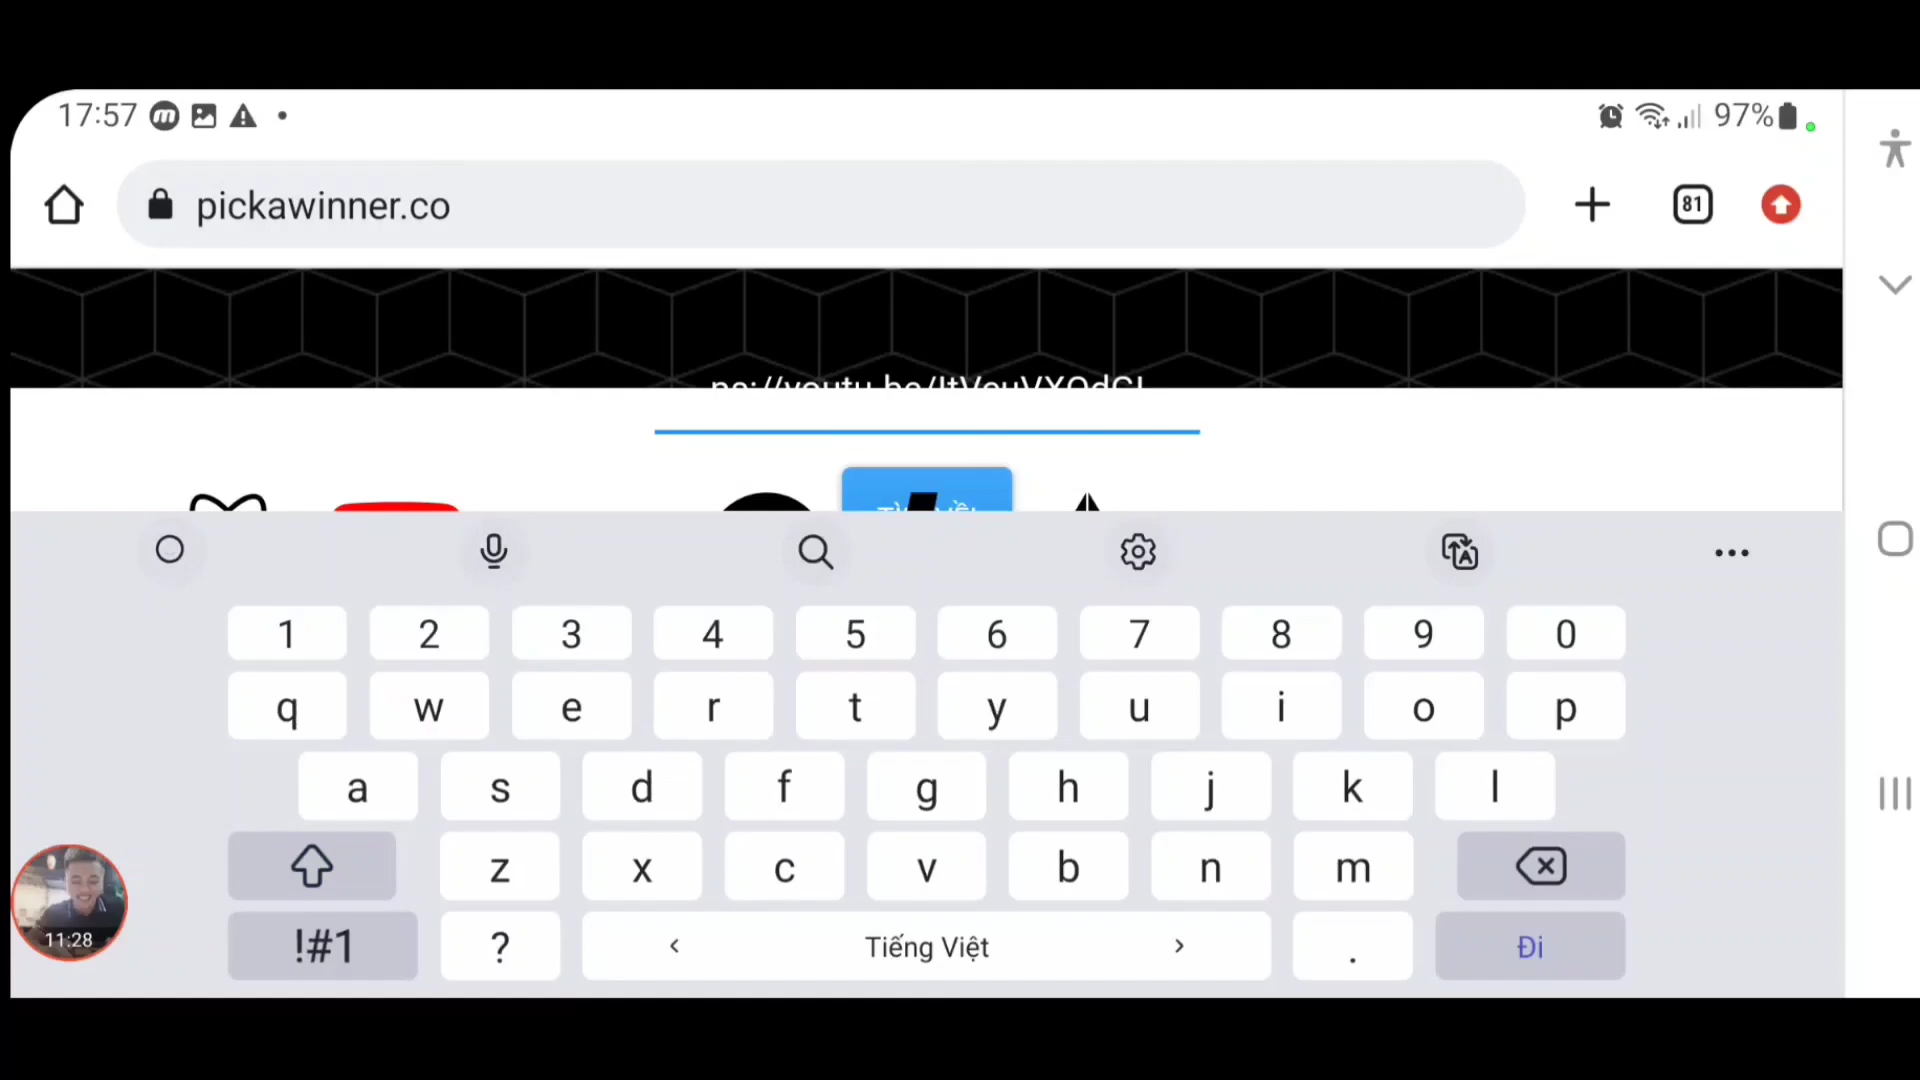 17:57 97%
pickawinner.co 81
1 2 3 4 5 6 7 8 9 0
q w e r t y u i o p
a s d f g h j k l
z x c v b n m
11:28
!#1 ? Tiếng Việt . Đi